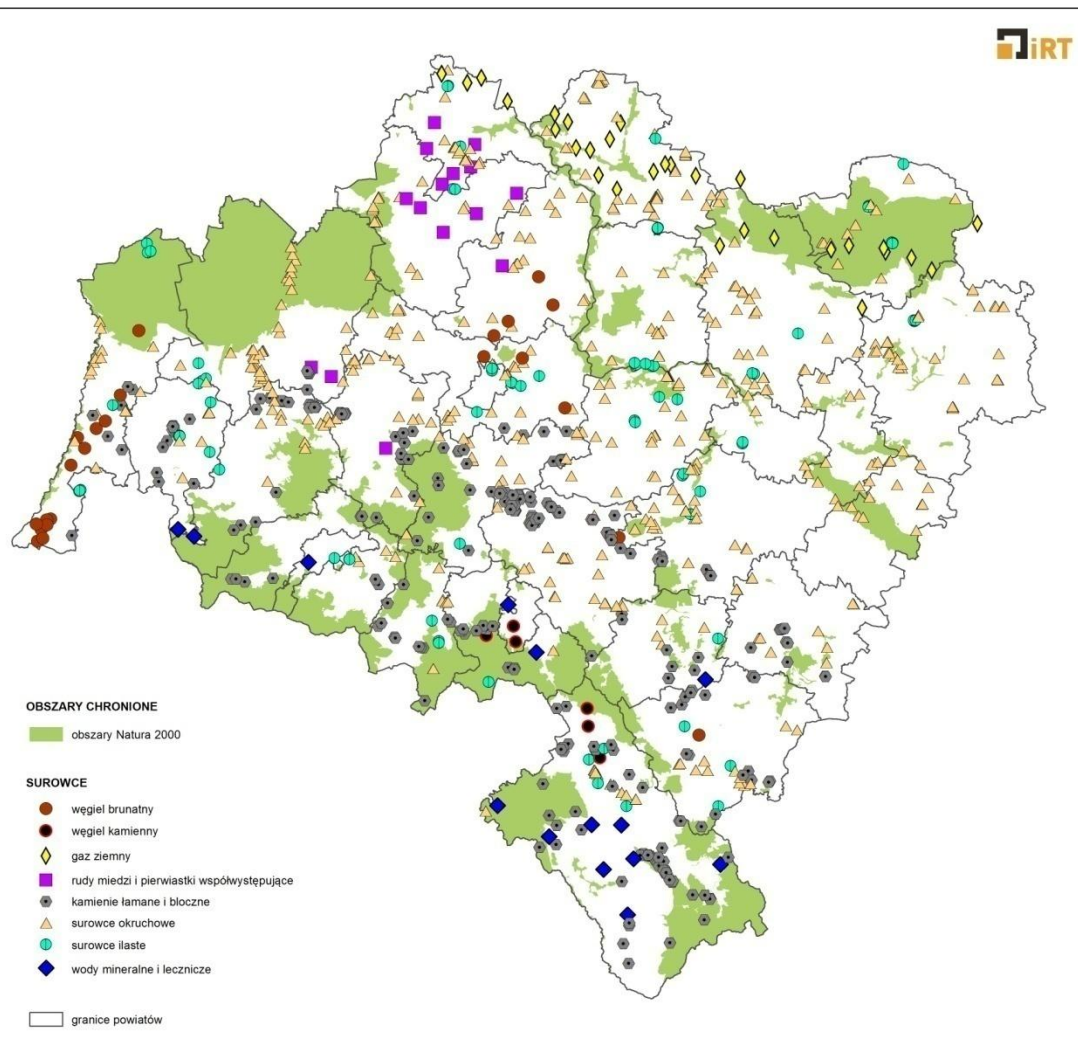 iRT
OBSZARY CHRONIONE
obszary Natura 2000
SUROWCE
węgiel brunatny
węgiel kamienny
gaz ziemny
rudy miedzi i pierwiastki współwystępujące
kamienie łamane i bloczne
surowce okruchowe
surowce ilaste
wody mineralne i lecznicze
granice powiatów